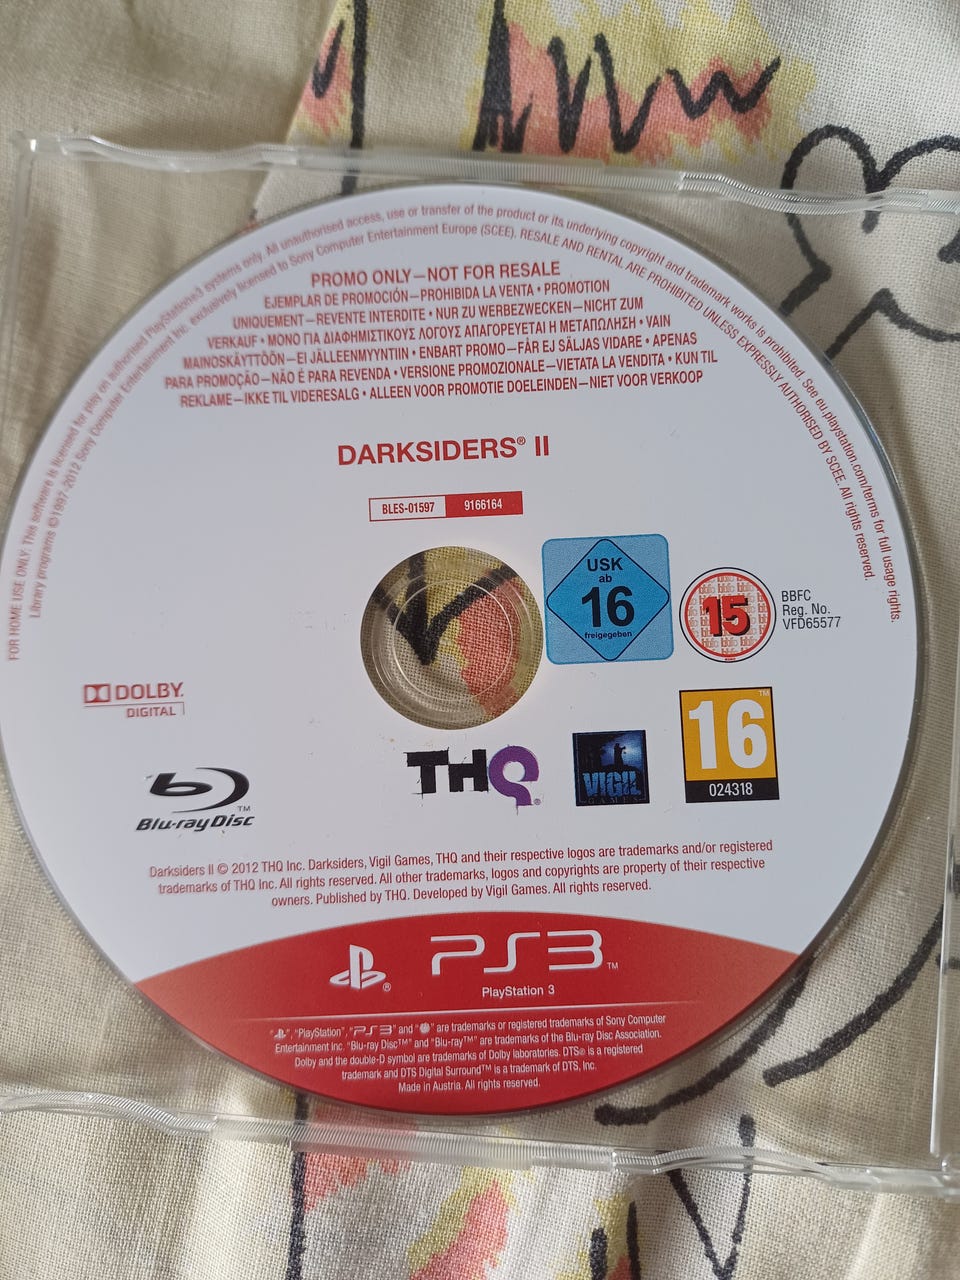 FOR HOME USE ONLY. This software is licensed for play on authorised PlayStation®3 systems only. All unauthorised access, use or transfer of the product or its underlying copyright and trademark works is prohibited. See eu.playstation.com/terms for full usage rights.
Library programs ©1997-2012 Sony Computer Entertainment Inc. exclusively licensed to Sony Computer Entertainment Europe (SCEE). RESALE AND RENTAL ARE PROHIBITED UNLESS EXPRESSLY AUTHORISED BY SCEE. All rights reserved.
PROMO ONLY—NOT FOR RESALE
EJEMPLAR DE PROMOCIÓN—PROHIBIDA LA VENTA • PROMOTION
UNIQUEMENT—REVENTE INTERDITE • NUR ZU WERBEZWECKEN—NICHT ZUM
VERKAUF • ΜΟΝΟ ΓΙΑ ΔΙΑΦΗΜΙΣΤΙΚΟΥΣ ΛΟΓΟΥΣ ΑΠΑΓΟΡΕΥΕΤΑΙ Η ΜΕΤΑΠΩΛΗΣΗ • VAIN
MAINOSKÄYTTÖÖN—EI JÄLLEENMYYNTIIN • ENBART PROMO—FÅR EJ SÄLJAS VIDARE • APENAS
PARA PROMOÇÃO—NÃO É PARA REVENDA • VERSIONE PROMOZIONALE—VIETATA LA VENDITA • KUN TIL
REKLAME—IKKE TIL VIDERESALG • ALLEEN VOOR PROMOTIE DOELEINDEN—NIET VOOR VERKOOP
DARKSIDERS® II
BLES-01597 9166164
USK
ab
16
freigegeben
15
BBFC
Reg. No.
VFD65577
DOLBY.
DIGITAL
16™
024318
THQ®
VIGIL
GAMES
Blu-ray Disc™
Darksiders II © 2012 THQ Inc. Darksiders, Vigil Games, THQ and their respective logos are trademarks and/or registered
trademarks of THQ Inc. All rights reserved. All other trademarks, logos and copyrights are property of their respective
owners. Published by THQ. Developed by Vigil Games. All rights reserved.
PS3™
PlayStation 3
" ", "PlayStation", "PS3" and " " are trademarks or registered trademarks of Sony Computer
Entertainment Inc. "Blu-ray Disc™" and "Blu-ray™" are trademarks of the Blu-ray Disc Association.
Dolby and the double-D symbol are trademarks of Dolby laboratories. DTS® is a registered
trademark and DTS Digital Surround™ is a trademark of DTS, Inc.
Made in Austria. All rights reserved.